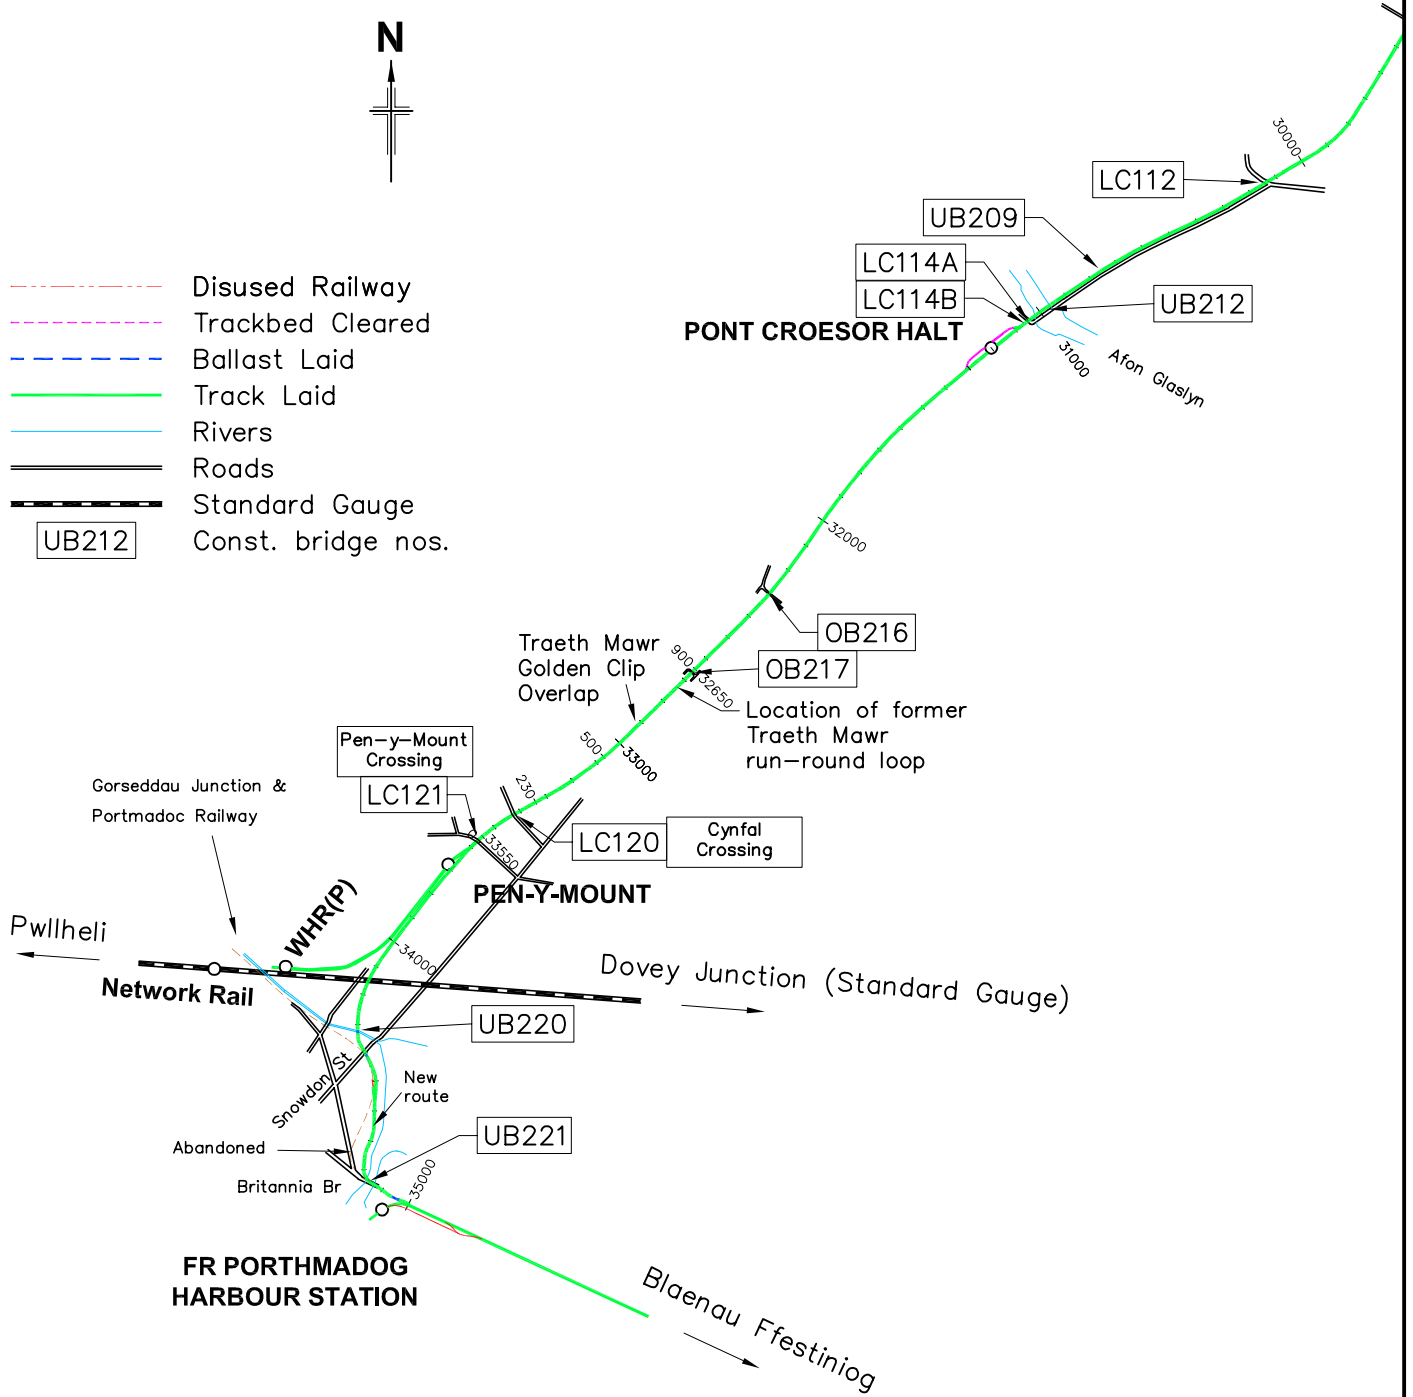 N
30000
LC112
UB209
LC114A
LC114B
UB212
PONT CROESOR HALT
31000
Afon Glaslyn
Disused Railway
Trackbed Cleared
Ballast Laid
Track Laid
Rivers
Roads
Standard Gauge
UB212
Const. bridge nos.
32000
OB216
OB217
900
32650
Traeth Mawr
Golden Clip
Overlap
Location of former
Traeth Mawr
run-round loop
500
33000
Pen-y-Mount
Crossing
LC121
230
Gorseddau Junction &
Portmadoc Railway
LC120
Cynfal
Crossing
33550
PEN-Y-MOUNT
WHR(P)
Pwllheli
34000
Network Rail
Dovey Junction (Standard Gauge)
UB220
Snowdon St
New
route
UB221
Abandoned
Britannia Br
35000
FR PORTHMADOG
HARBOUR STATION
Blaenau Ffestiniog